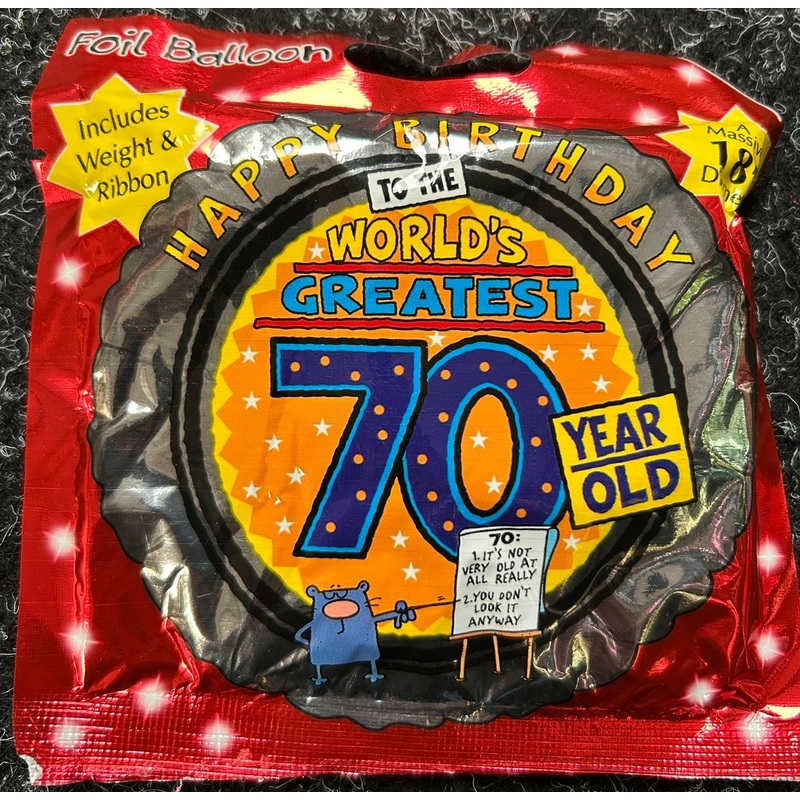 Foil Balloon
Includes
Weight &
Ribbon
A
18"
HAPPY BIRTHDAY
TO THE
WORLD'S
GREATEST
70
YEAR
OLD
70:
1. IT'S NOT
VERY OLD AT
ALL REALLY
2. YOU DON'T
LOOK IT
ANYWAY